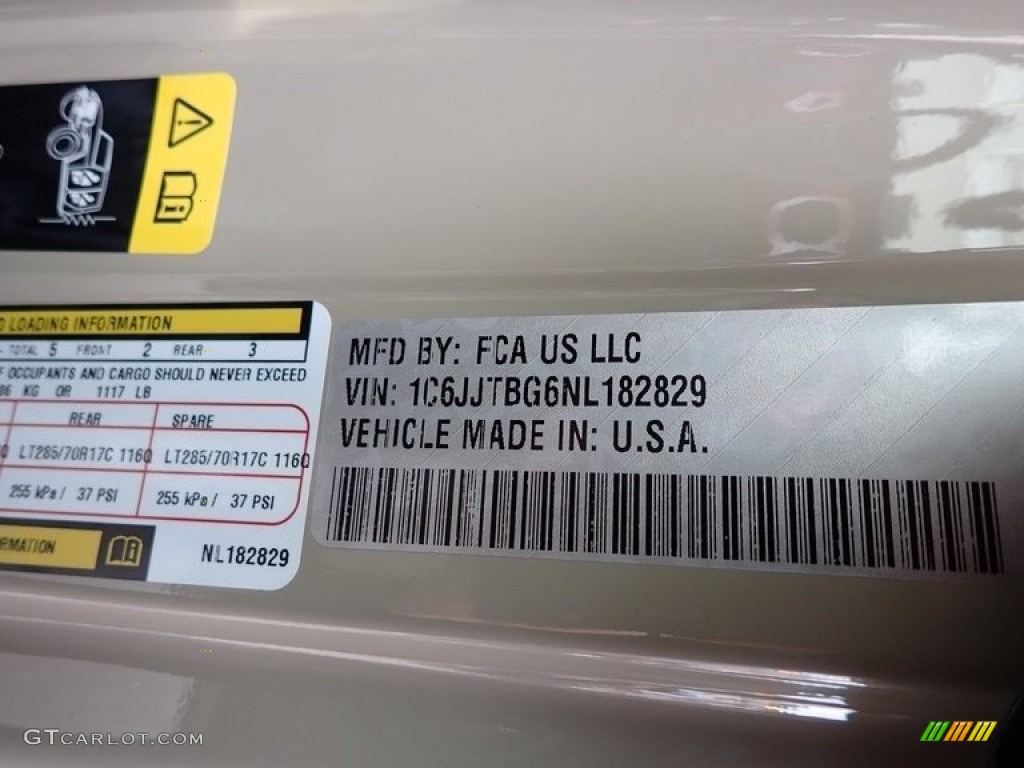 LOADING INFORMATION
TOTAL 5 FRONT 2 REAR 3
OCCUPANTS AND CARGO SHOULD NEVER EXCEED
KG OR 1117 LB
REAR SPARE
LT285/70R17C 116Q LT285/70R17C 116Q
255 kPa / 37 PSI 255 kPa / 37 PSI
NL182829
MFD BY: FCA US LLC
VIN: 1C6JJTBG6NL182829
VEHICLE MADE IN: U.S.A.
GTCARLOT.COM